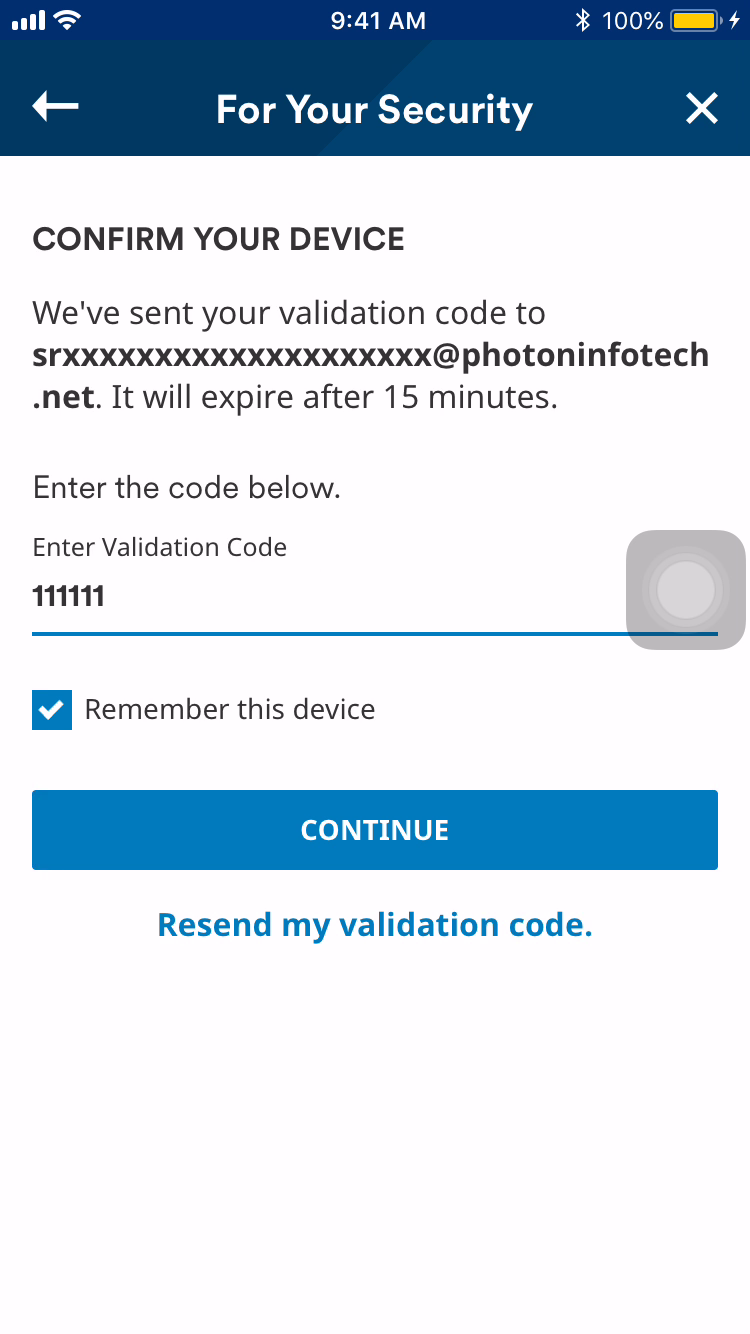 9:41 AM
100%
For Your Security
CONFIRM YOUR DEVICE
We've sent your validation code to
srxxxxxxxxxxxxxxxxxxxx@photoninfotech
.net. It will expire after 15 minutes.
Enter the code below.
Enter Validation Code
111111
Remember this device
CONTINUE
Resend my validation code.